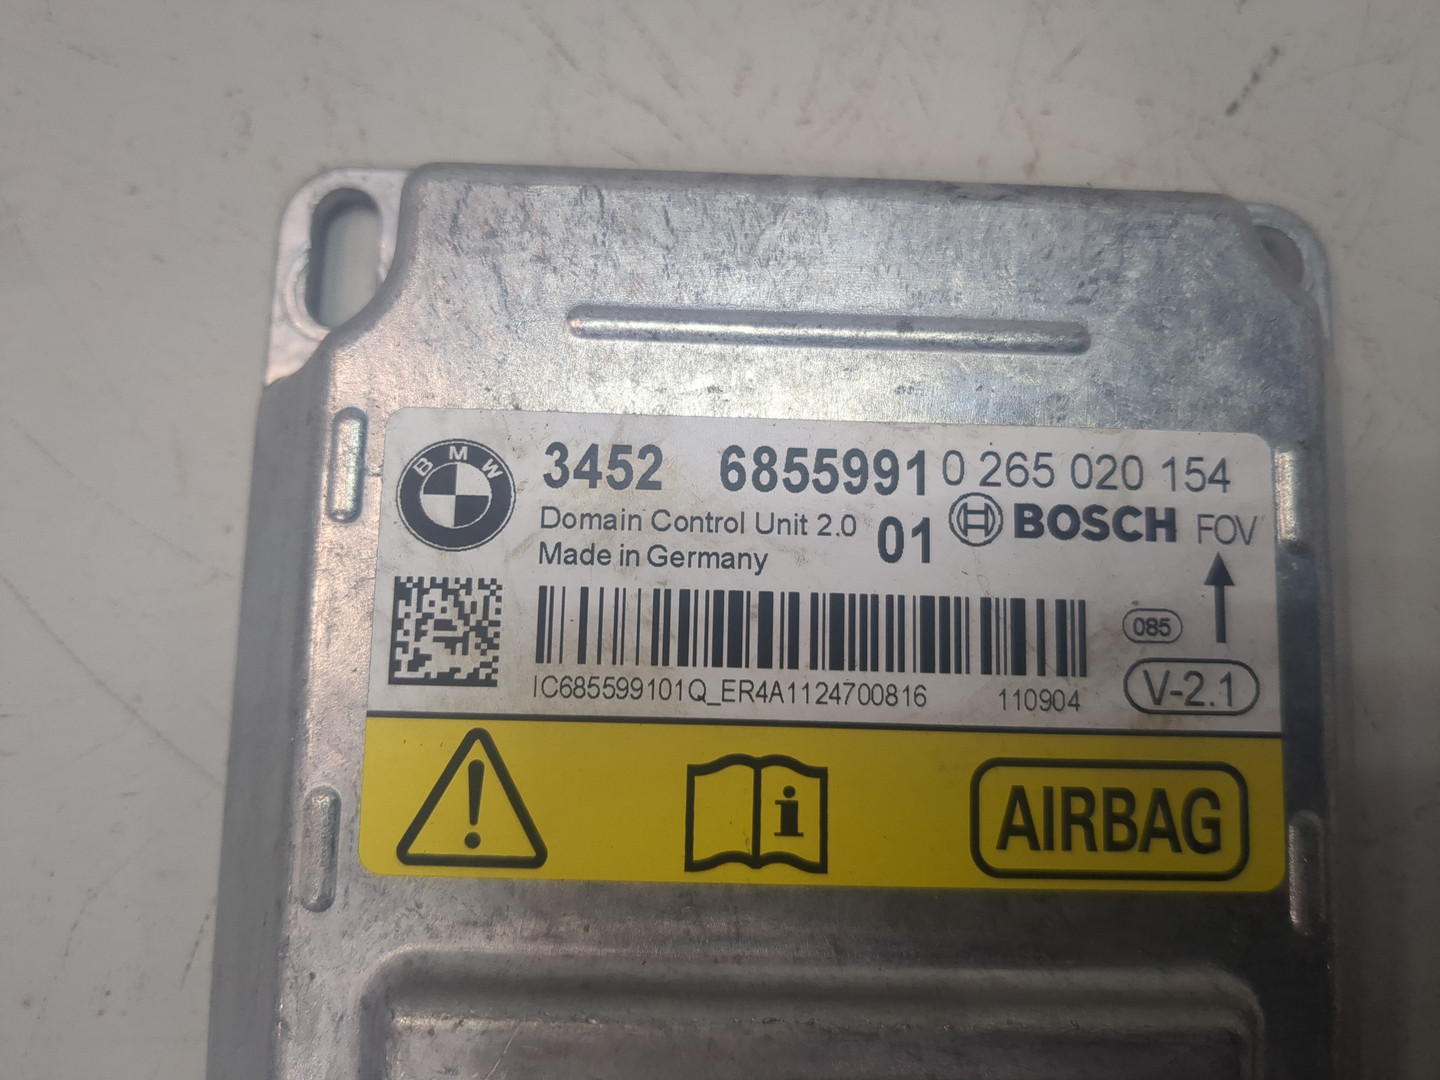 BMW
3452 6855991 0 265 020 154
Domain Control Unit 2.0 01 BOSCH FOV
Made in Germany
085
IC685599101Q_ER4A1124700816 110904 V-2.1
i AIRBAG